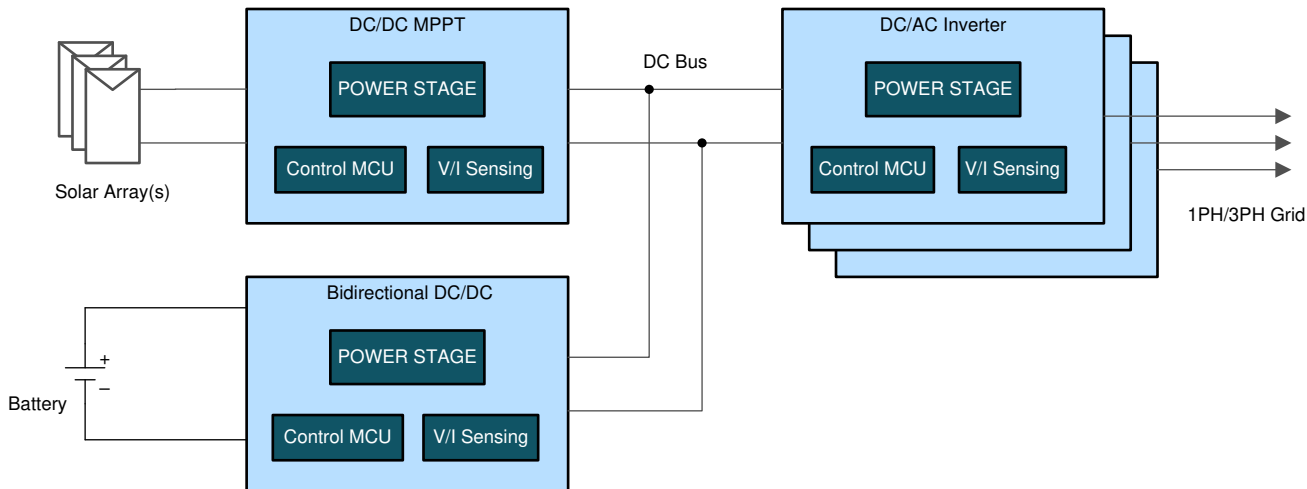 DC/DC MPPT
POWER STAGE
Control MCU
V/I Sensing
Solar Array(s)
DC Bus
DC/AC Inverter
POWER STAGE
Control MCU
V/I Sensing
1PH/3PH Grid
Bidirectional DC/DC
POWER STAGE
Control MCU
V/I Sensing
+
–
Battery